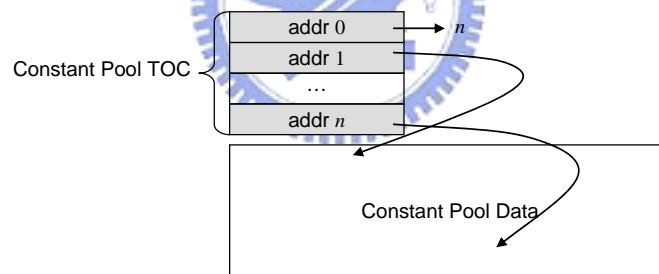 addr 0
n
addr 1
Constant Pool TOC
…
addr n
Constant Pool Data